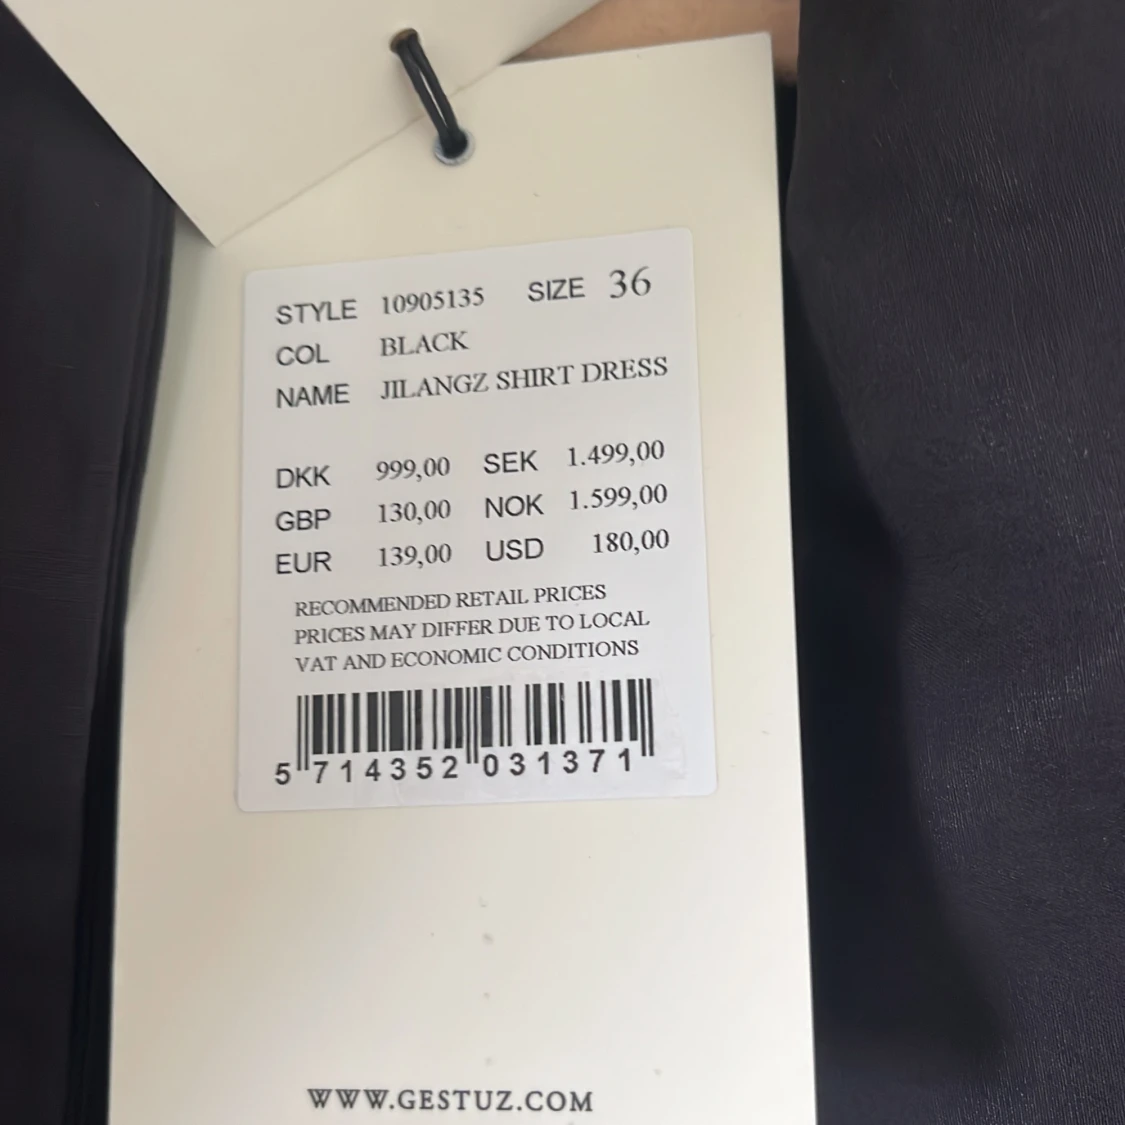 STYLE 10905135 SIZE 36
COL BLACK
NAME JILANGZ SHIRT DRESS
DKK 999,00 SEK 1.499,00
GBP 130,00 NOK 1.599,00
EUR 139,00 USD 180,00
RECOMMENDED RETAIL PRICES
PRICES MAY DIFFER DUE TO LOCAL
VAT AND ECONOMIC CONDITIONS
5 714352 031371
WWW.GESTUZ.COM